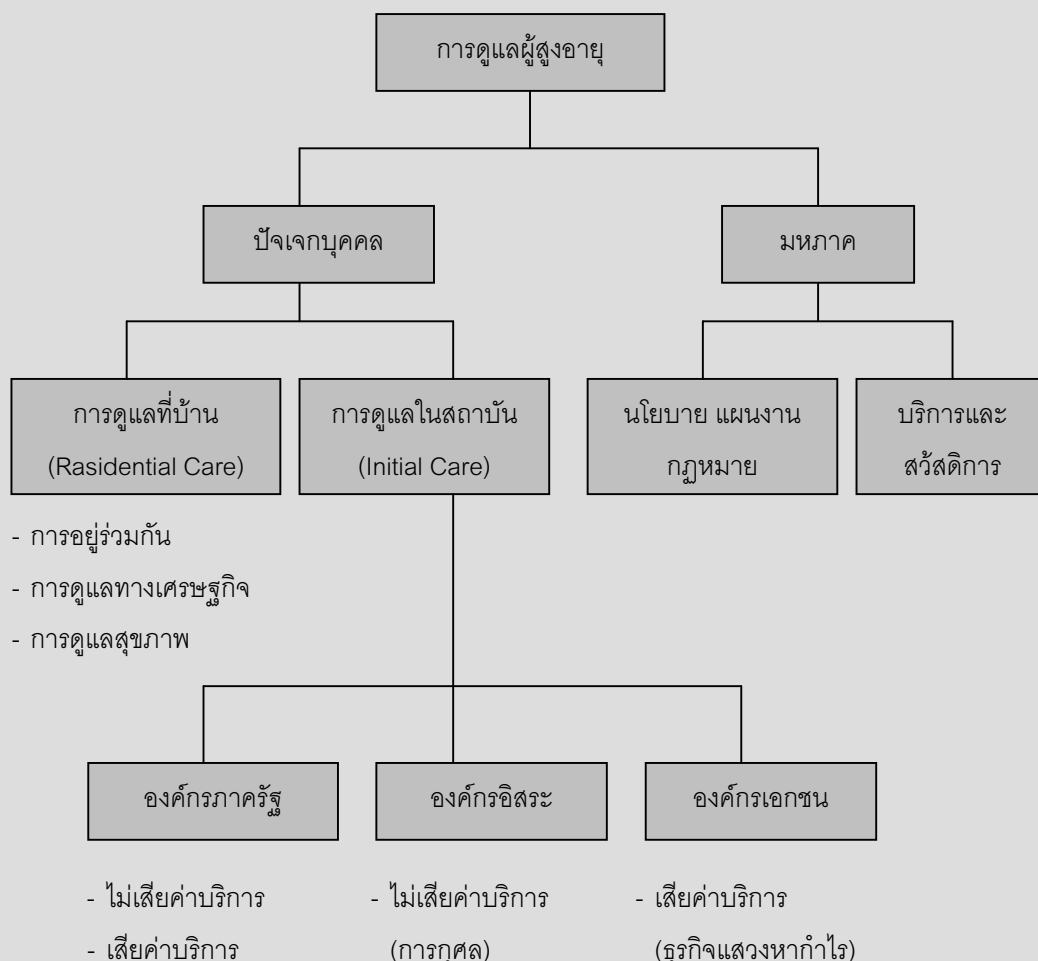 การดูแลผู้สูงอายุ
ปัจเจกบุคคล
มหภาค
การดูแลที่บ้าน
(Rasidential Care)
การดูแลในสถาบัน
(Initial Care)
นโยบาย แผนงาน
กฎหมาย
บริการและ
สวัสดิการ
- การอยู่ร่วมกัน
- การดูแลทางเศรษฐกิจ
- การดูแลสุขภาพ
องค์กรภาครัฐ
องค์กรอิสระ
องค์กรเอกชน
- ไม่เสียค่าบริการ
- เสียค่าบริการ
- ไม่เสียค่าบริการ
(การกุศล)
- เสียค่าบริการ
(ธุรกิจแสวงหากำไร)